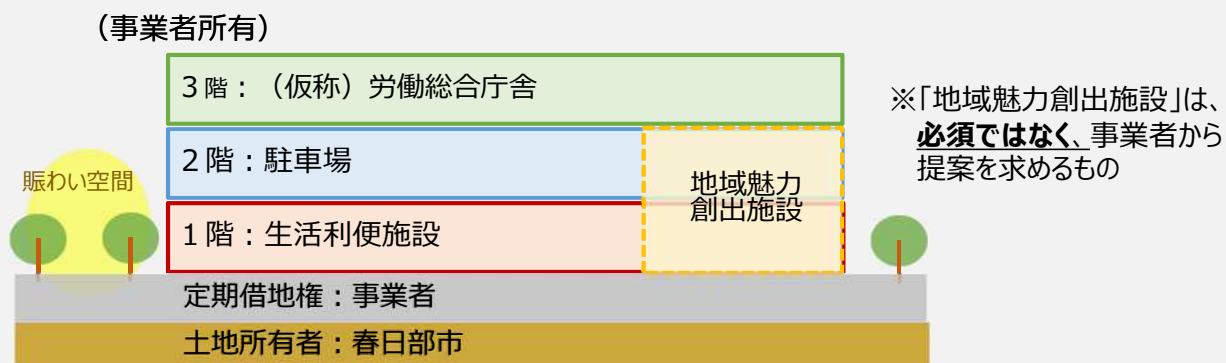 （事業者所有）
３階：（仮称）労働総合庁舎
２階：駐車場
１階：生活利便施設
地域魅力
創出施設
賑わい空間
定期借地権：事業者
土地所有者：春日部市
※「地域魅力創出施設」は、
必須ではなく、事業者から
提案を求めるもの